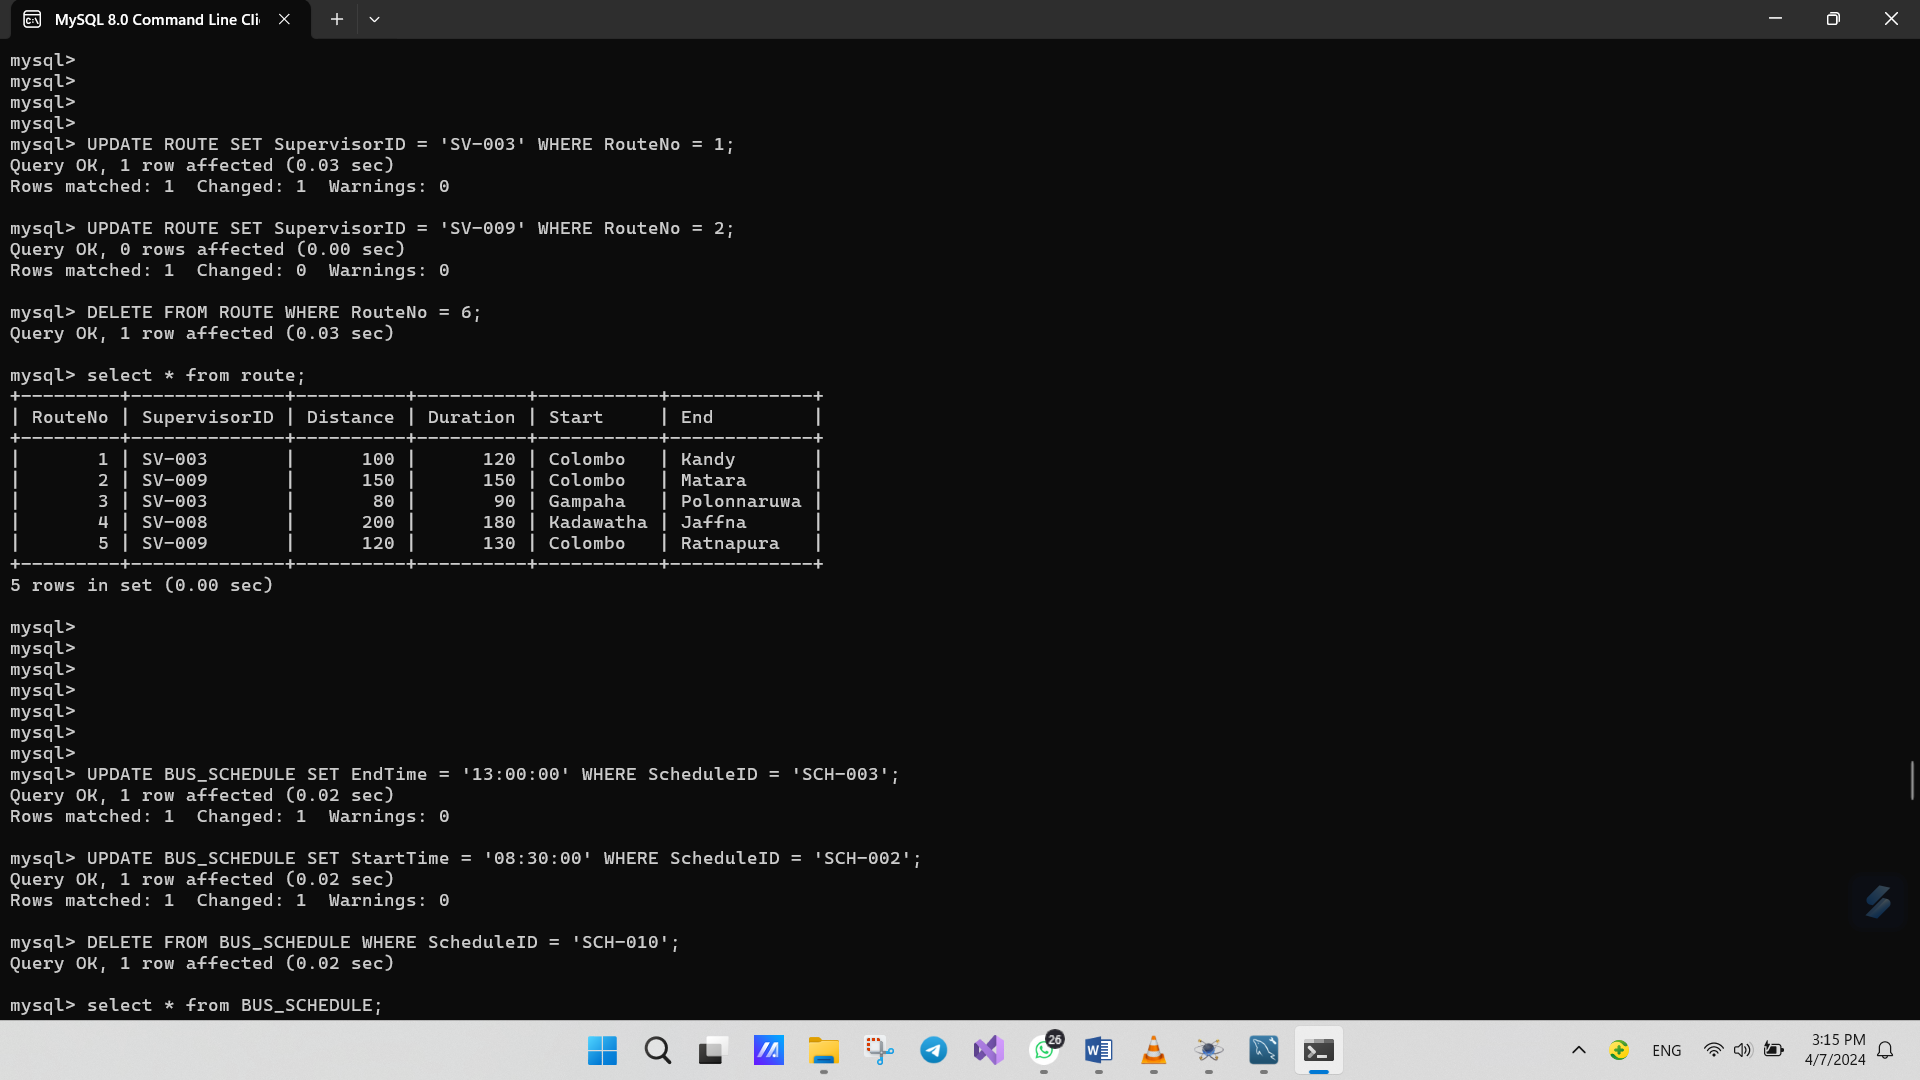 MySQL 8.0 Command Line Cli
mysql>
mysql>
mysql>
mysql>
mysql> UPDATE ROUTE SET SupervisorID = 'SV-003' WHERE RouteNo = 1;
Query OK, 1 row affected (0.03 sec)
Rows matched: 1  Changed: 1  Warnings: 0
mysql> UPDATE ROUTE SET SupervisorID = 'SV-009' WHERE RouteNo = 2;
Query OK, 0 rows affected (0.00 sec)
Rows matched: 1  Changed: 0  Warnings: 0
mysql> DELETE FROM ROUTE WHERE RouteNo = 6;
Query OK, 1 row affected (0.03 sec)
mysql> select * from route;
+---------+--------------+----------+----------+-----------+-------------+
| RouteNo | SupervisorID | Distance | Duration | Start     | End         |
+---------+--------------+----------+----------+-----------+-------------+
|       1 | SV-003       |      100 |      120 | Colombo   | Kandy       |
|       2 | SV-009       |      150 |      150 | Colombo   | Matara      |
|       3 | SV-003       |       80 |       90 | Gampaha   | Polonnaruwa |
|       4 | SV-008       |      200 |      180 | Kadawatha | Jaffna      |
|       5 | SV-009       |      120 |      130 | Colombo   | Ratnapura   |
+---------+--------------+----------+----------+-----------+-------------+
5 rows in set (0.00 sec)
mysql>
mysql>
mysql>
mysql>
mysql>
mysql>
mysql>
mysql> UPDATE BUS_SCHEDULE SET EndTime = '13:00:00' WHERE ScheduleID = 'SCH-003';
Query OK, 1 row affected (0.02 sec)
Rows matched: 1  Changed: 1  Warnings: 0
mysql> UPDATE BUS_SCHEDULE SET StartTime = '08:30:00' WHERE ScheduleID = 'SCH-002';
Query OK, 1 row affected (0.02 sec)
Rows matched: 1  Changed: 1  Warnings: 0
mysql> DELETE FROM BUS_SCHEDULE WHERE ScheduleID = 'SCH-010';
Query OK, 1 row affected (0.02 sec)
mysql> select * from BUS_SCHEDULE;
26
ENG
3:15 PM
4/7/2024